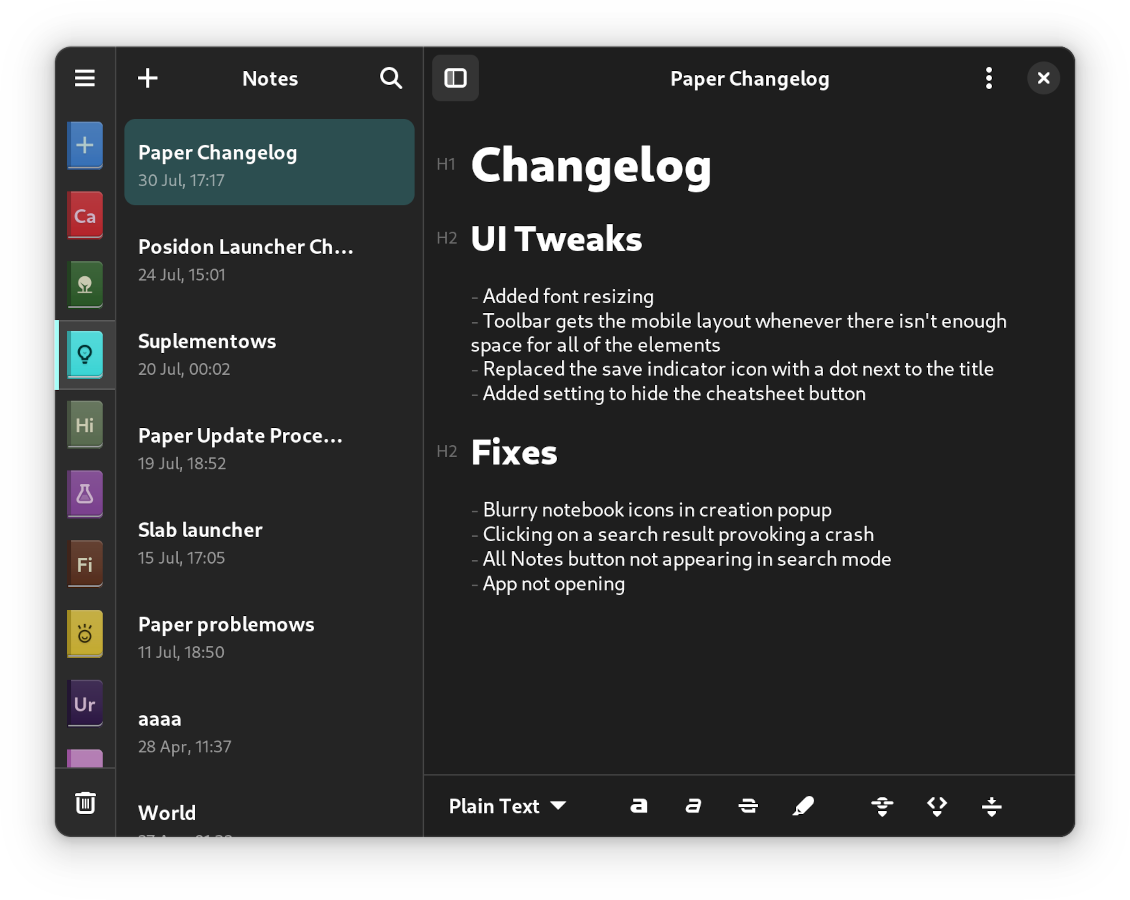 Notes
Paper Changelog
Ca
Hi
Fi
Ur
Paper Changelog
30 Jul, 17:17
Posidon Launcher Ch...
24 Jul, 15:01
Suplementows
20 Jul, 00:02
Paper Update Proce...
19 Jul, 18:52
Slab launcher
15 Jul, 17:05
Paper problemows
11 Jul, 18:50
aaaa
28 Apr, 11:37
World
H1 Changelog
H2 UI Tweaks
- Added font resizing
- Toolbar gets the mobile layout whenever there isn't enough
space for all of the elements
- Replaced the save indicator icon with a dot next to the title
- Added setting to hide the cheatsheet button
H2 Fixes
- Blurry notebook icons in creation popup
- Clicking on a search result provoking a crash
- All Notes button not appearing in search mode
- App not opening
Plain Text a a